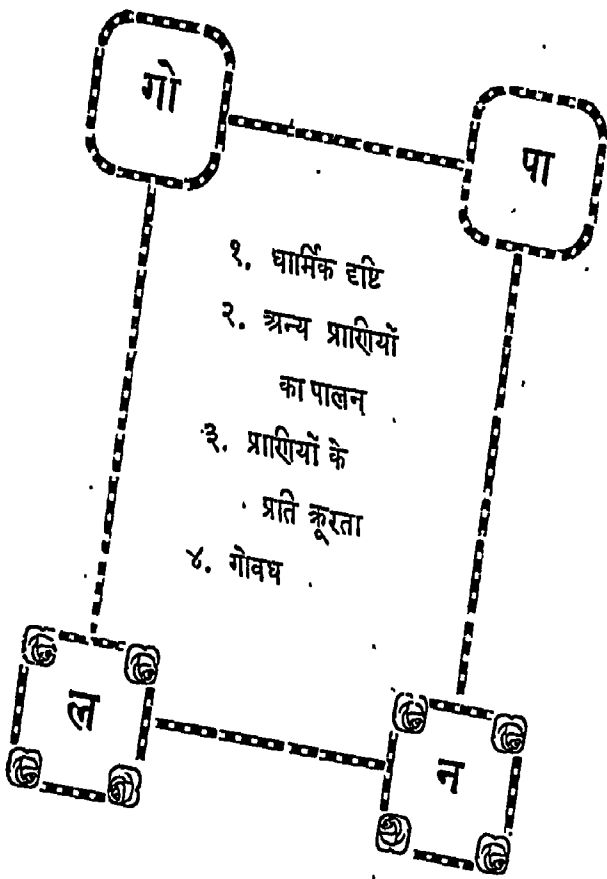 गो
पा
१. धार्मिक दृष्टि
२. अन्य प्राणियों
का पालन
३. प्राणियों के
प्रति क्रूरता
४. गोवध
ल
न